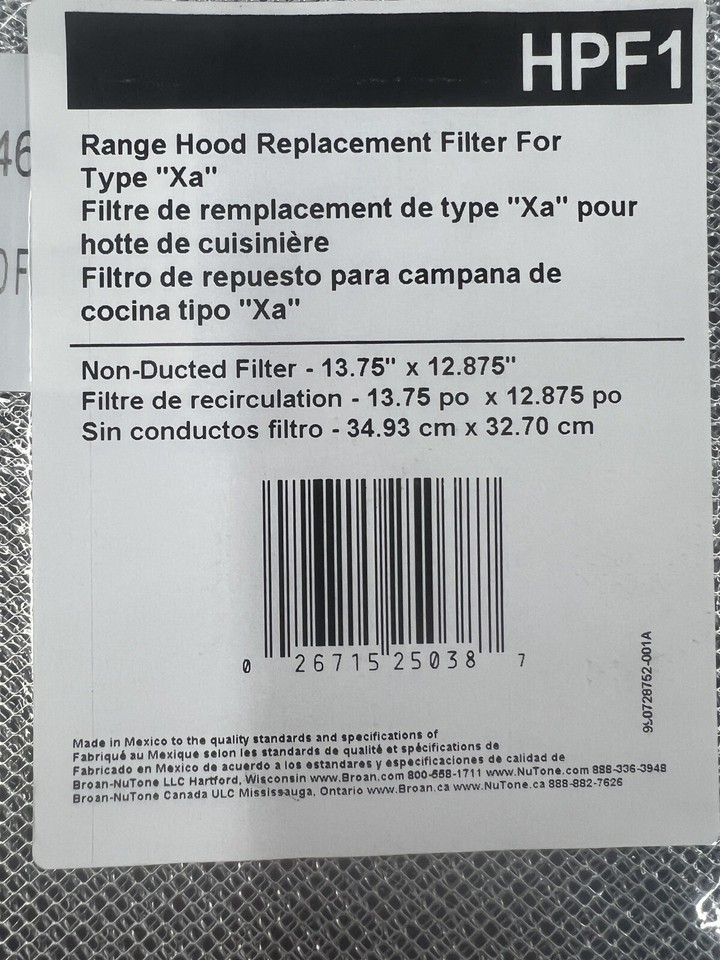 HPF1
Range Hood Replacement Filter For
Type "Xa"
Filtre de remplacement de type "Xa" pour
hotte de cuisinière
Filtro de repuesto para campana de
cocina tipo "Xa"
Non-Ducted Filter - 13.75" x 12.875"
Filtre de recirculation - 13.75 po x 12.875 po
Sin conductos filtro - 34.93 cm x 32.70 cm
0 26715 25038 7
990728752-001A
Made in Mexico to the quality standards and specifications of
Fabriqué au Mexique selon les standards de qualité et spécifications de
Fabricado en Mexico de acuerdo a los estandares y especificaciones de calidad de
Broan-NuTone LLC Hartford, Wisconsin www.Broan.com 800-558-1711 www.NuTone.com 888-336-3948
Broan-NuTone Canada ULC Mississauga, Ontario www.Broan.ca www.NuTone.ca 888-882-7626
46